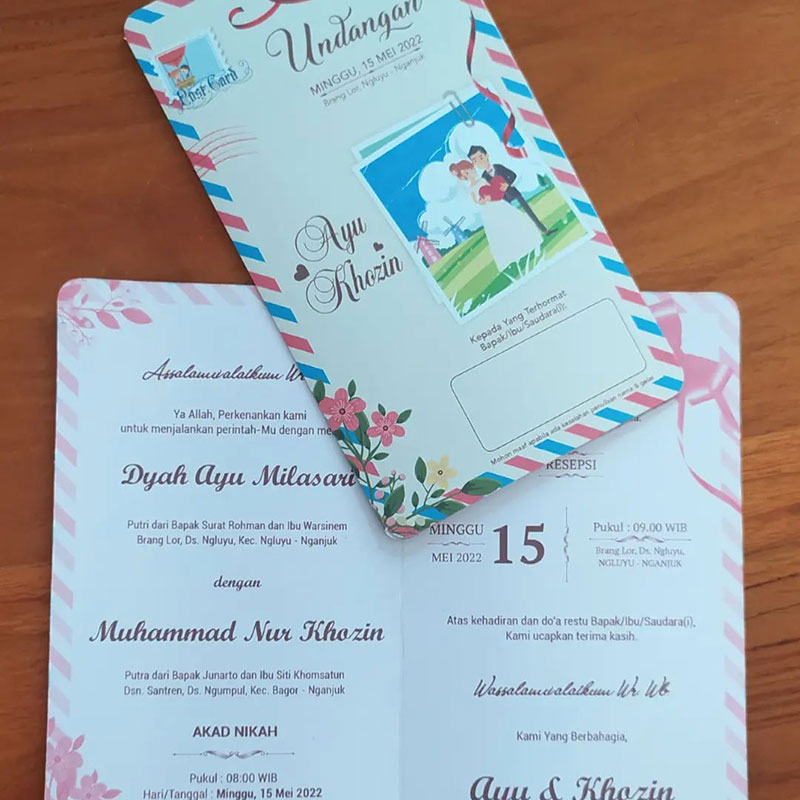 Undangan
MINGGU, 15 MEI 2022
Brang Lor, Ngluyu - Nganjuk
Post Card
Ayu
Khozin
Kepada Yang Terhormat
Bapak/Ibu/Saudara(i):
Mohon maaf apabila ada kesalahan penulisan nama & gelar
Assalamualaikum Wr
Ya Allah, Perkenankan kami
untuk menjalankan perintah-Mu dengan
Dyah Ayu Milasari
Putri dari Bapak Surat Rohman dan Ibu Warsinem
Brang Lor, Ds. Ngluyu, Kec. Ngluyu - Nganjuk
dengan
Muhammad Nur Khozin
Putra dari Bapak Junarto dan Ibu Siti Khomsatun
Dsn. Santren, Ds. Ngumpul, Kec. Bagor - Nganjuk
AKAD NIKAH
Pukul : 08:00 WIB
Hari/Tanggal : Minggu, 15 Mei 2022
RESEPSI
MINGGU
MEI 2022
15
Pukul : 09.00 WIB
Brang Lor, Ds. Ngluyu,
NGLUYU - NGANJUK
Atas kehadiran dan do'a restu Bapak/Ibu/Saudara(i),
Kami ucapkan terima kasih.
Wassalamualaikum Wr. Wb
Kami Yang Berbahagia,
Ayu & Khozin